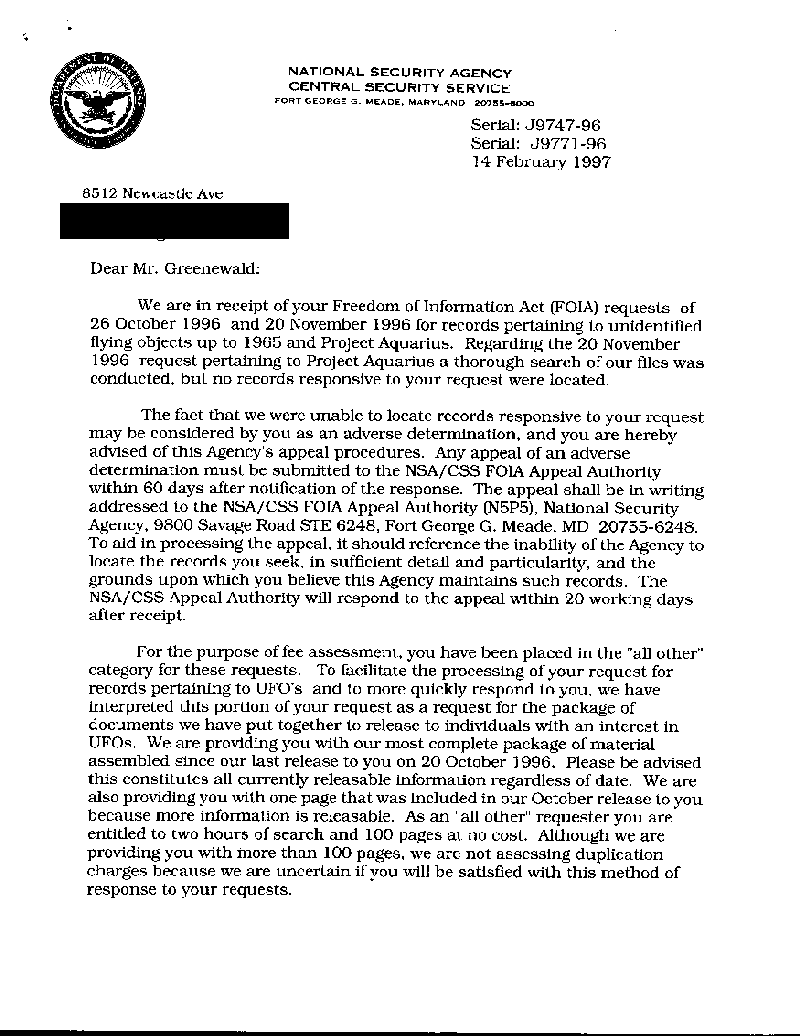 NATIONAL SECURITY AGENCY
CENTRAL SECURITY SERVICE
FORT GEORGE G. MEADE, MARYLAND 20755-6000
Serial: J9747-96
Serial: J9771-96
14 February 1997
8512 Newcastle Ave
Dear Mr. Greenewald:
We are in receipt of your Freedom of Information Act (FOIA) requests of
26 October 1996 and 20 November 1996 for records pertaining to unidentified
flying objects up to 1965 and Project Aquarius. Regarding the 20 November
1996 request pertaining to Project Aquarius a thorough search of our files was
conducted, but no records responsive to your request were located.
The fact that we were unable to locate records responsive to your request
may be considered by you as an adverse determination, and you are hereby
advised of this Agency's appeal procedures. Any appeal of an adverse
determination must be submitted to the NSA/CSS FOIA Appeal Authority
within 60 days after notification of the response. The appeal shall be in writing
addressed to the NSA/CSS FOIA Appeal Authority (N5P5), National Security
Agency, 9800 Savage Road STE 6248, Fort George G. Meade, MD 20755-6248.
To aid in processing the appeal, it should reference the inability of the Agency to
locate the records you seek, in sufficient detail and particularity, and the
grounds upon which you believe this Agency maintains such records. The
NSA/CSS Appeal Authority will respond to the appeal within 20 working days
after receipt.
For the purpose of fee assessment, you have been placed in the "all other"
category for these requests. To facilitate the processing of your request for
records pertaining to UFO's and to more quickly respond to you, we have
interpreted this portion of your request as a request for the package of
documents we have put together to release to individuals with an interest in
UFOs. We are providing you with our most complete package of material
assembled since our last release to you on 20 October 1996. Please be advised
this constitutes all currently releasable information regardless of date. We are
also providing you with one page that was included in our October release to you
because more information is releasable. As an "all other" requester you are
entitled to two hours of search and 100 pages at no cost. Although we are
providing you with more than 100 pages, we are not assessing duplication
charges because we are uncertain if you will be satisfied with this method of
response to your requests.